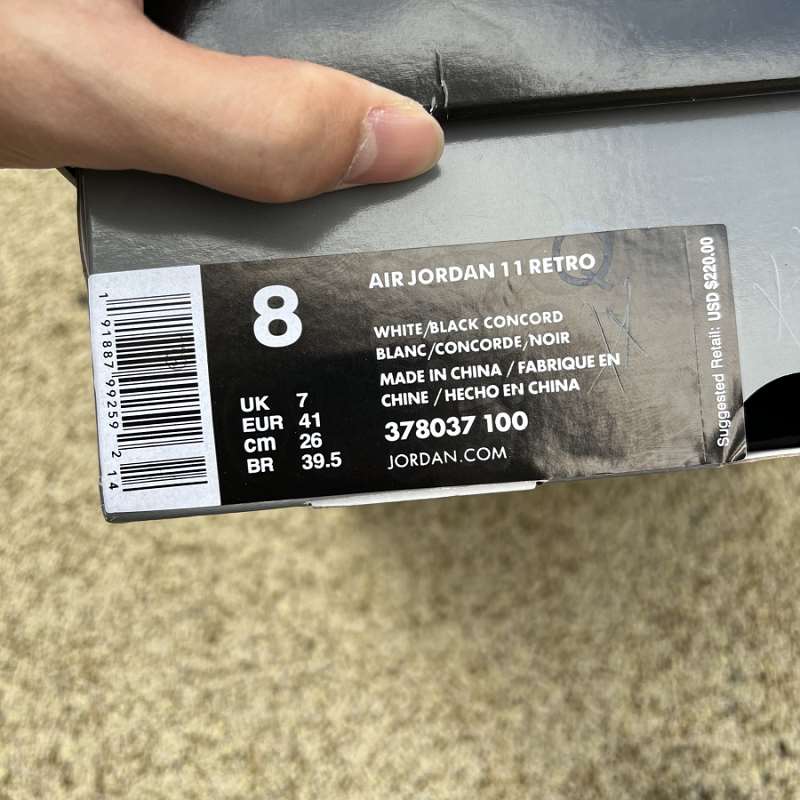 AIR JORDAN 11 RETRO
8
WHITE/BLACK CONCORD
BLANC/CONCORDE/NOIR
MADE IN CHINA / FABRIQUE EN
CHINE / HECHO EN CHINA
UK 7
EUR 41
cm 26
BR 39.5
378037 100
JORDAN.COM
Suggested Retail: USD $220.00
1 91887 99259 2 14